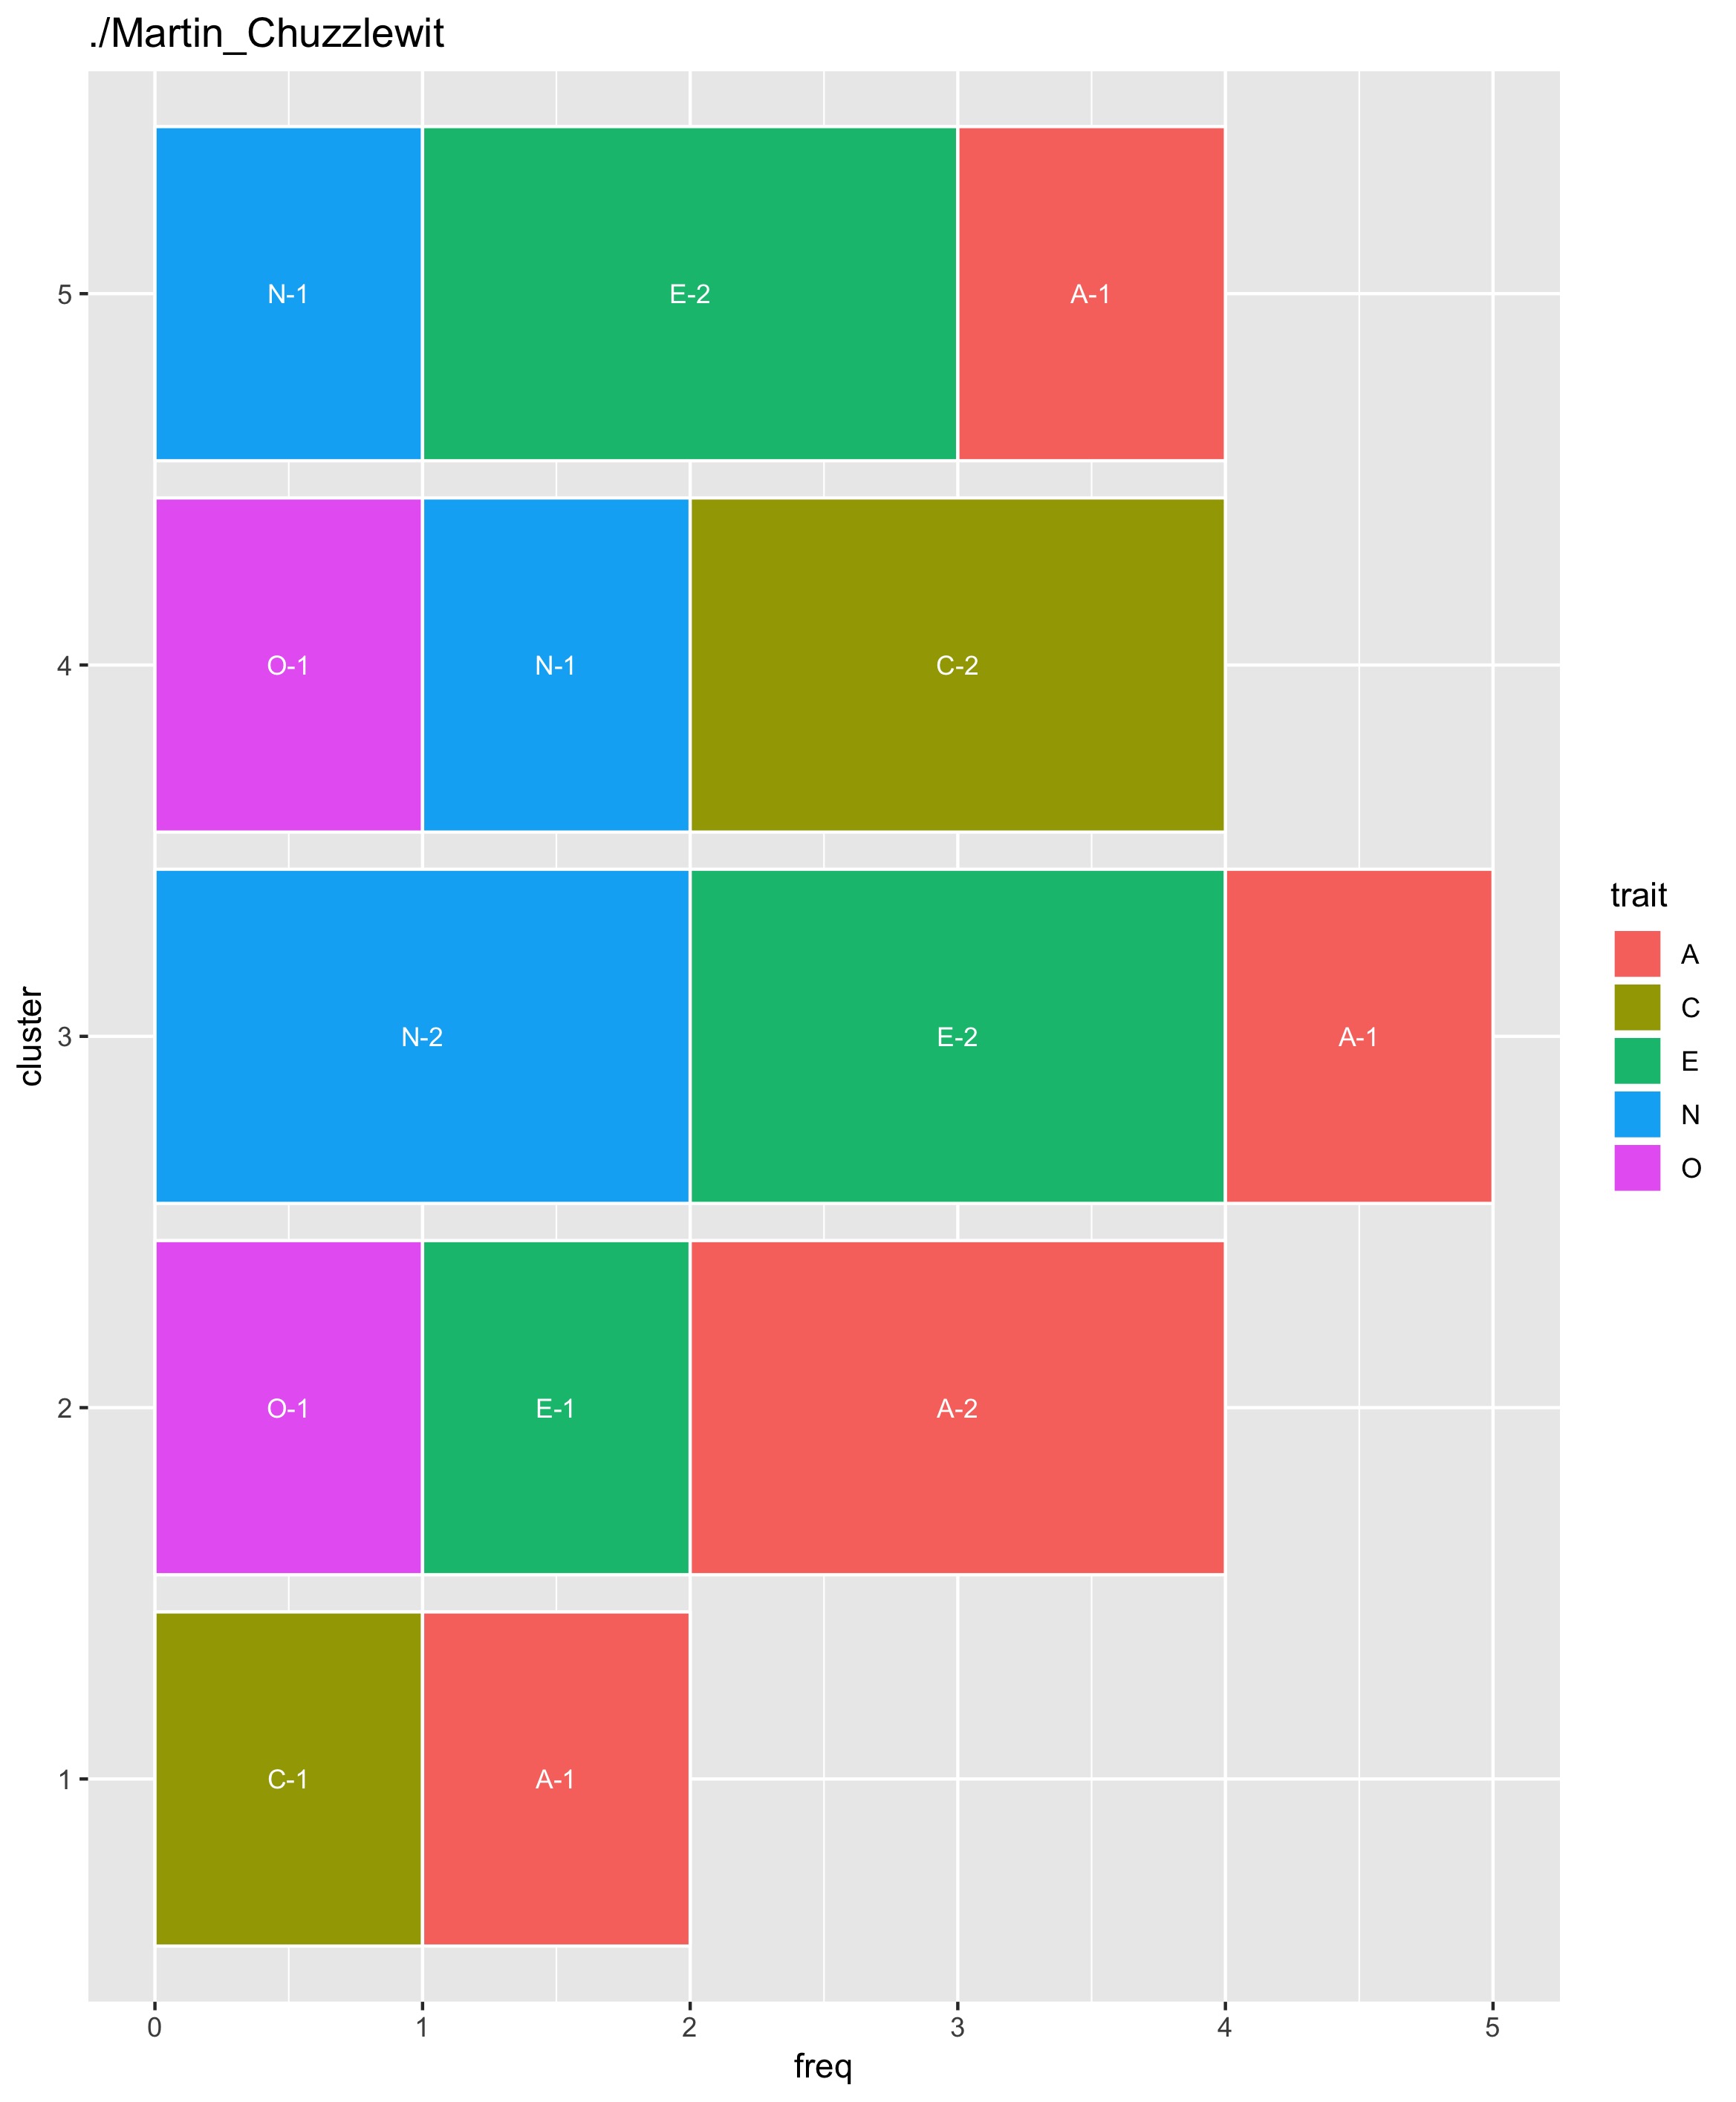 ./Martin_Chuzzlewit
cluster
5
N-1 E-2 A-1
4
O-1 N-1 C-2
3
N-2 E-2 A-1
2
O-1 E-1 A-2
1
C-1 A-1
0 1 2 3 4 5
freq
trait
A
C
E
N
O